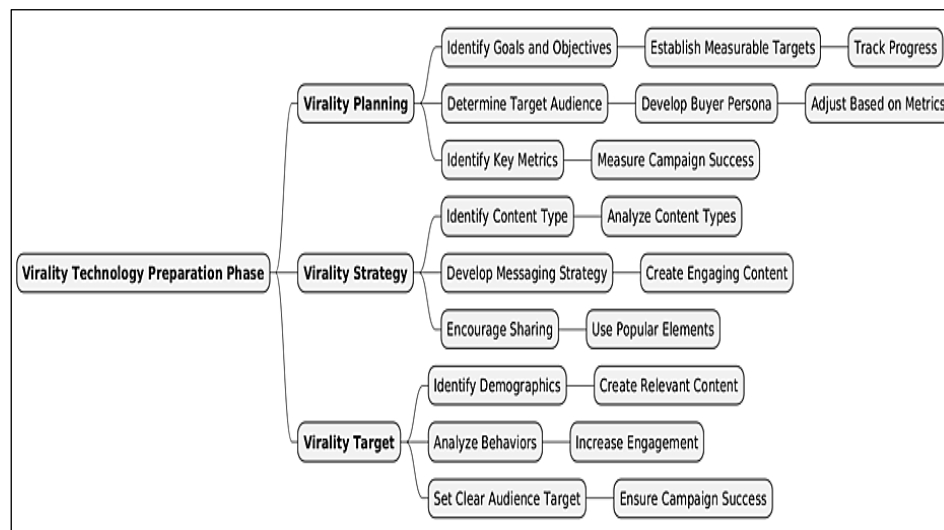 Identify Goals and Objectives Establish Measurable Targets Track Progress
Virality Planning
Determine Target Audience Develop Buyer Persona Adjust Based on Metrics
Identify Key Metrics Measure Campaign Success
Identify Content Type Analyze Content Types
Virality Technology Preparation Phase
Virality Strategy
Develop Messaging Strategy Create Engaging Content
Encourage Sharing Use Popular Elements
Identify Demographics Create Relevant Content
Virality Target
Analyze Behaviors Increase Engagement
Set Clear Audience Target Ensure Campaign Success